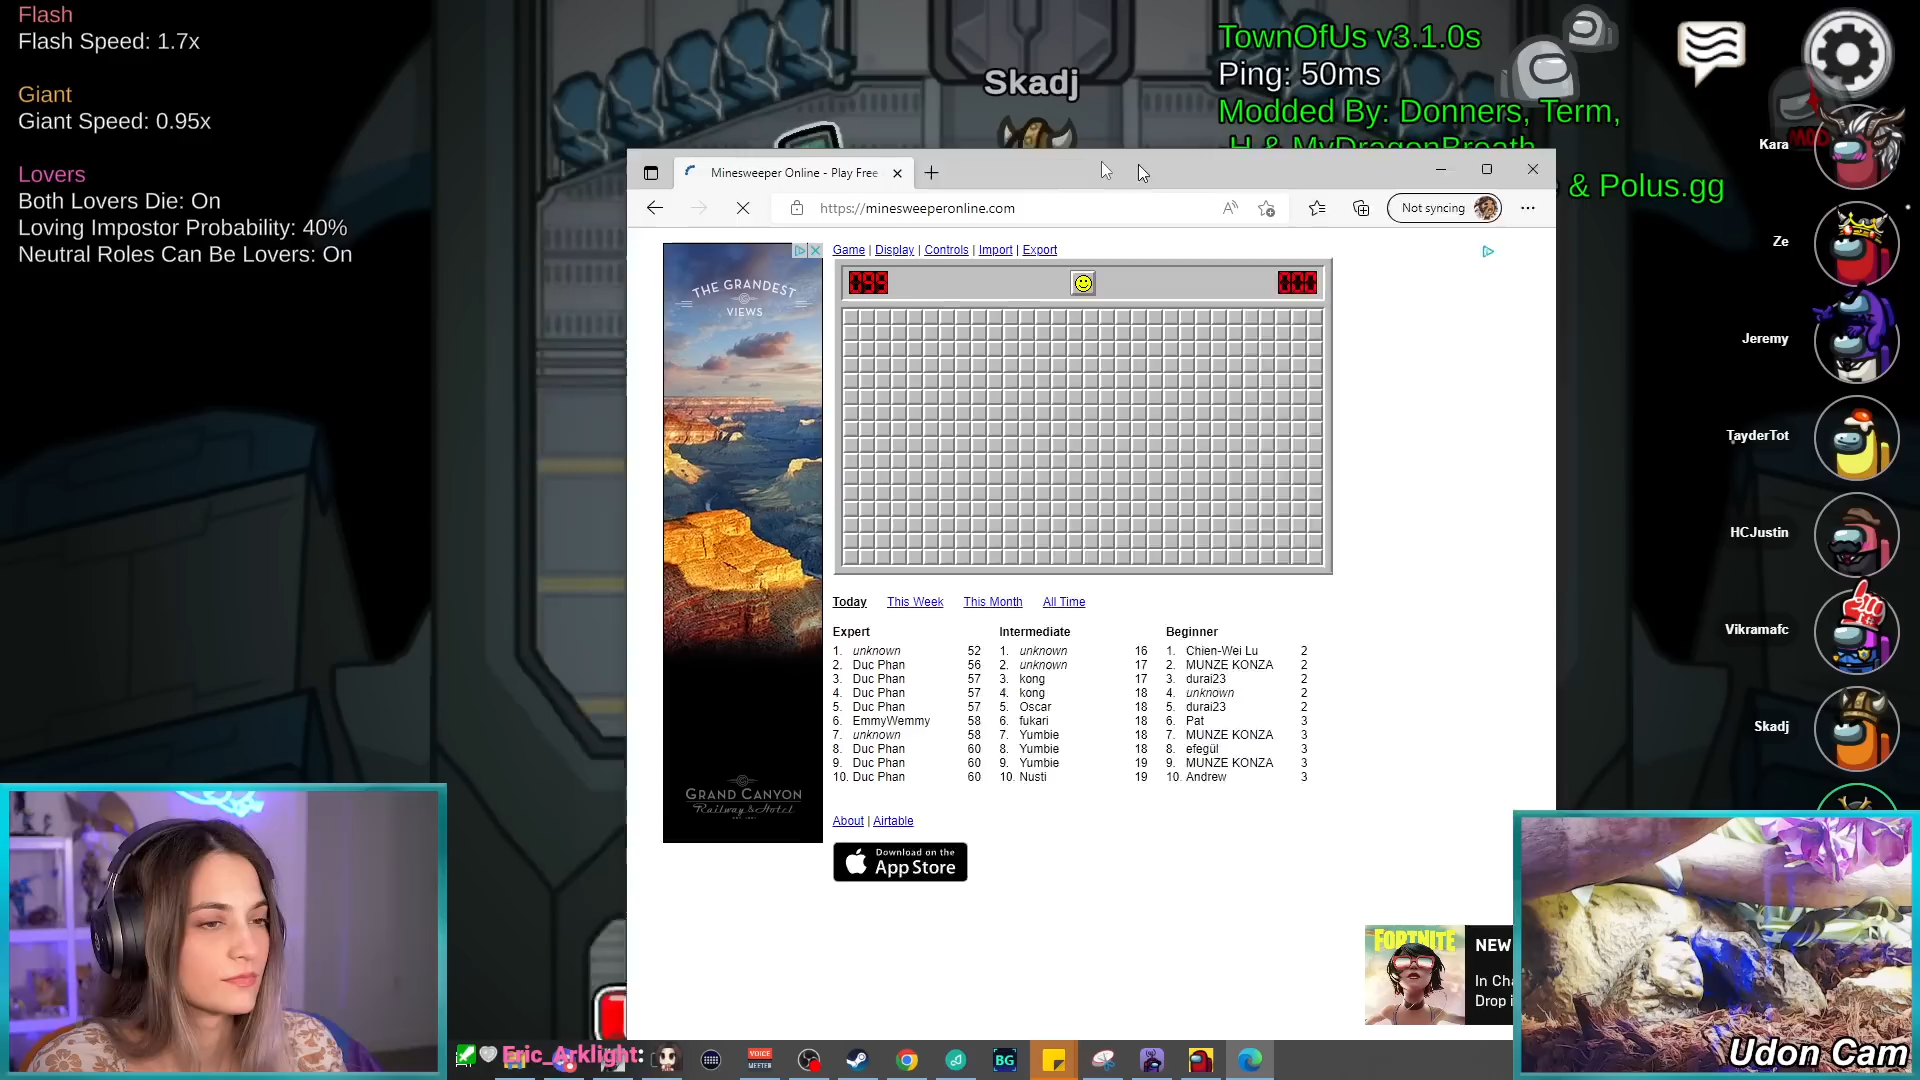 Flash
Flash Speed: 1.7x
Giant
Giant Speed: 0.95x
Lovers
Both Lovers Die: On
Loving Impostor Probability: 40%
Neutral Roles Can Be Lovers: On
Skadj
TownOfUs v3.1.0s
Ping: 50ms
Modded By: Donners, Term,
H & MyDragonBreath
& Polus.gg
MOD
Kara
Ze
Jeremy
TayderTot
HCJustin
Vikramafc
Skadj
Minesweeper Online - Play Free
https://minesweeperonline.com
Not syncing
THE GRANDEST
VIEWS
GRAND CANYON
Railway & Hotel
Game | Display | Controls | Import | Export
099
000
Today This Week This Month All Time
Expert Intermediate Beginner
1. unknown 52 1. unknown 16 1. Chien-Wei Lu 2
2. Duc Phan 56 2. unknown 17 2. MUNZE KONZA 2
3. Duc Phan 57 3. kong 17 3. durai23 2
4. Duc Phan 57 4. kong 18 4. unknown 2
5. Duc Phan 57 5. Oscar 18 5. durai23 2
6. EmmyWemmy 58 6. fukari 18 6. Pat 3
7. unknown 58 7. Yumbie 18 7. MUNZE KONZA 3
8. Duc Phan 60 8. Yumbie 18 8. efegül 3
9. Duc Phan 60 9. Yumbie 19 9. MUNZE KONZA 3
10. Duc Phan 60 10. Nusti 19 10. Andrew 3
About | Airtable
Download on the
App Store
FORTNITE
NEW
In Cha
Drop i
Eric_Arklight:
VOICE
MEETER
BG
Udon Cam